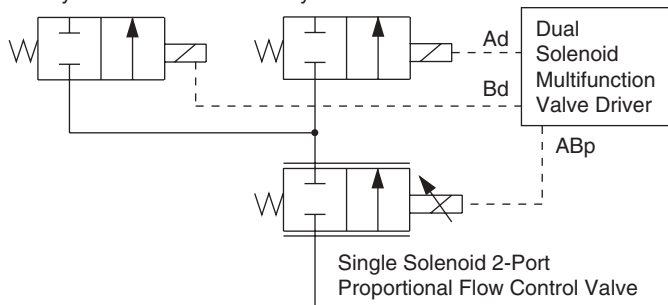 Dual
Solenoid
Multifunction
Valve Driver
Ad
Bd
ABp
Single Solenoid 2-Port
Proportional Flow Control Valve